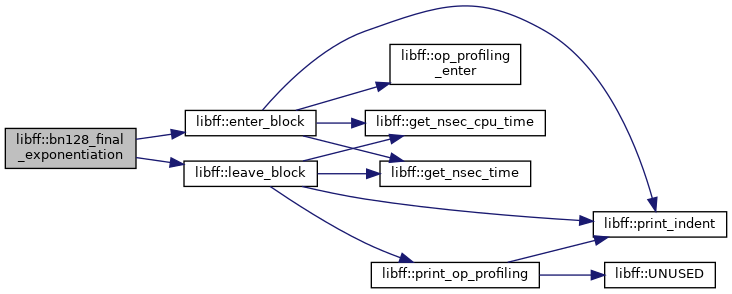 libff::bn128_final
_exponentiation
libff::enter_block
libff::leave_block
libff::op_profiling
_enter
libff::get_nsec_cpu_time
libff::get_nsec_time
libff::print_op_profiling
libff::print_indent
libff::UNUSED